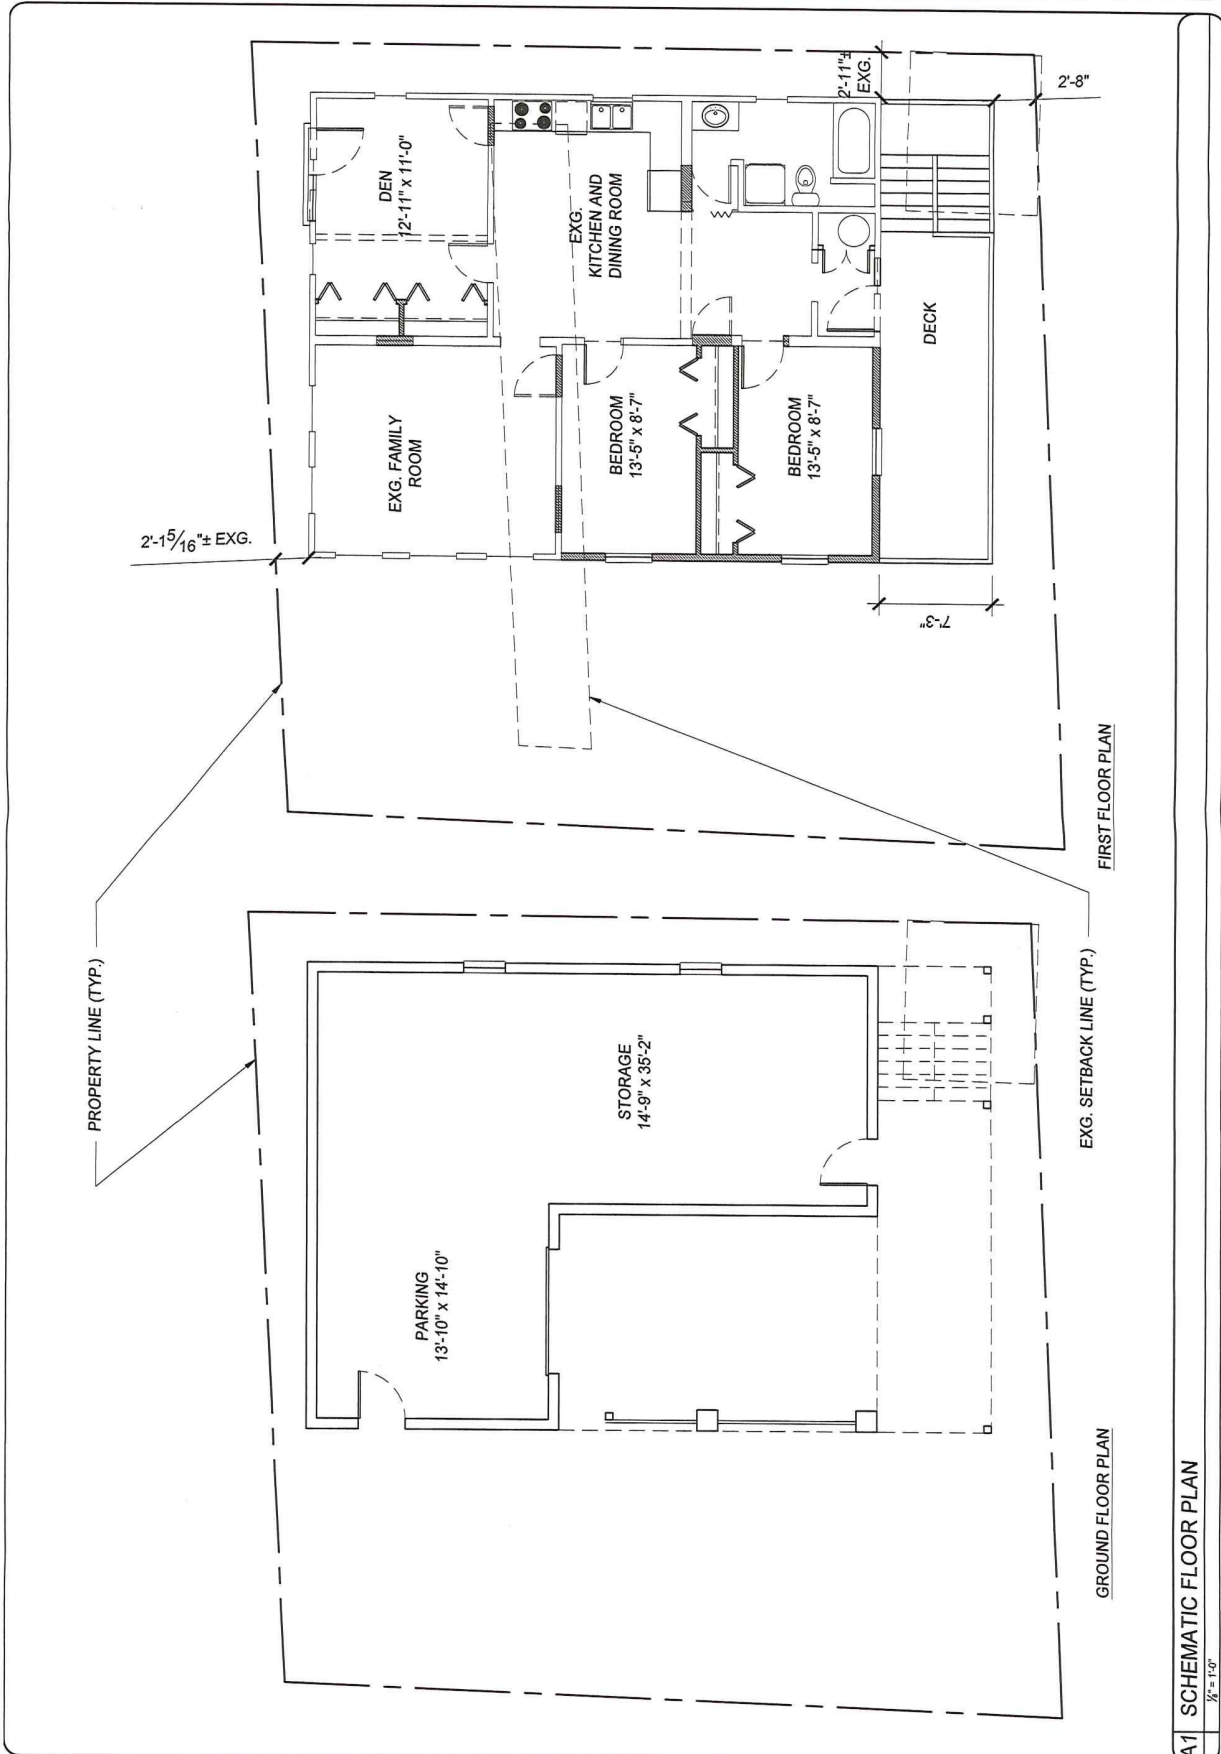 PROPERTY LINE (TYP.)
2'-1 5/16"± EXG.
DEN
12'-11" x 11'-0"
2'-11"±
EXG.
2'-8"
EXG.
KITCHEN AND
DINING ROOM
EXG. FAMILY
ROOM
BEDROOM
13'-5" x 8'-7"
BEDROOM
13'-5" x 8'-7"
DECK
7'-3"
FIRST FLOOR PLAN
PARKING
13'-10" x 14'-10"
STORAGE
14'-9" x 35'-2"
EXG. SETBACK LINE (TYP.)
GROUND FLOOR PLAN
A1
SCHEMATIC FLOOR PLAN
1/8" = 1'-0"